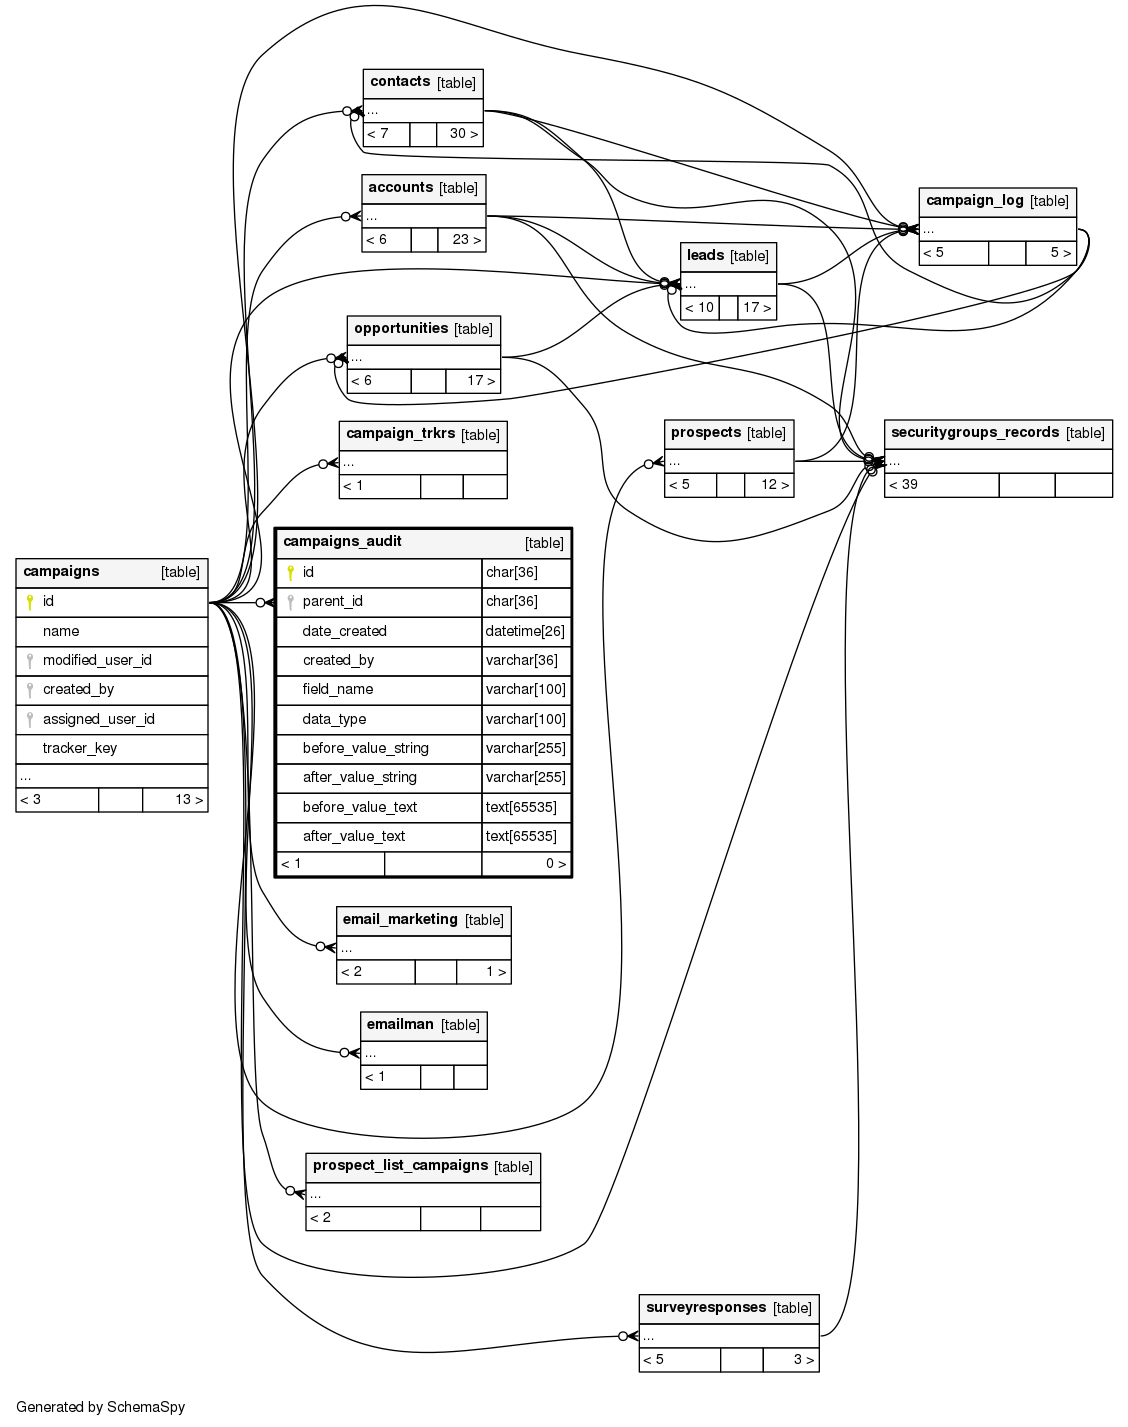 contacts [table]
...
< 7 30 >
accounts [table]
...
< 6 23 >
campaign_log [table]
...
< 5 5 >
leads [table]
...
< 10 17 >
opportunities [table]
...
< 6 17 >
campaign_trkrs [table]
...
< 1
prospects [table]
...
< 5 12 >
securitygroups_records [table]
...
< 39
campaigns [table]
id
name
modified_user_id
created_by
assigned_user_id
tracker_key
...
< 3 13 >
campaigns_audit [table]
id char[36]
parent_id char[36]
date_created datetime[26]
created_by varchar[36]
field_name varchar[100]
data_type varchar[100]
before_value_string varchar[255]
after_value_string varchar[255]
before_value_text text[65535]
after_value_text text[65535]
< 1 0 >
email_marketing [table]
...
< 2 1 >
emailman [table]
...
< 1
prospect_list_campaigns [table]
...
< 2
surveyresponses [table]
...
< 5 3 >
Generated by SchemaSpy